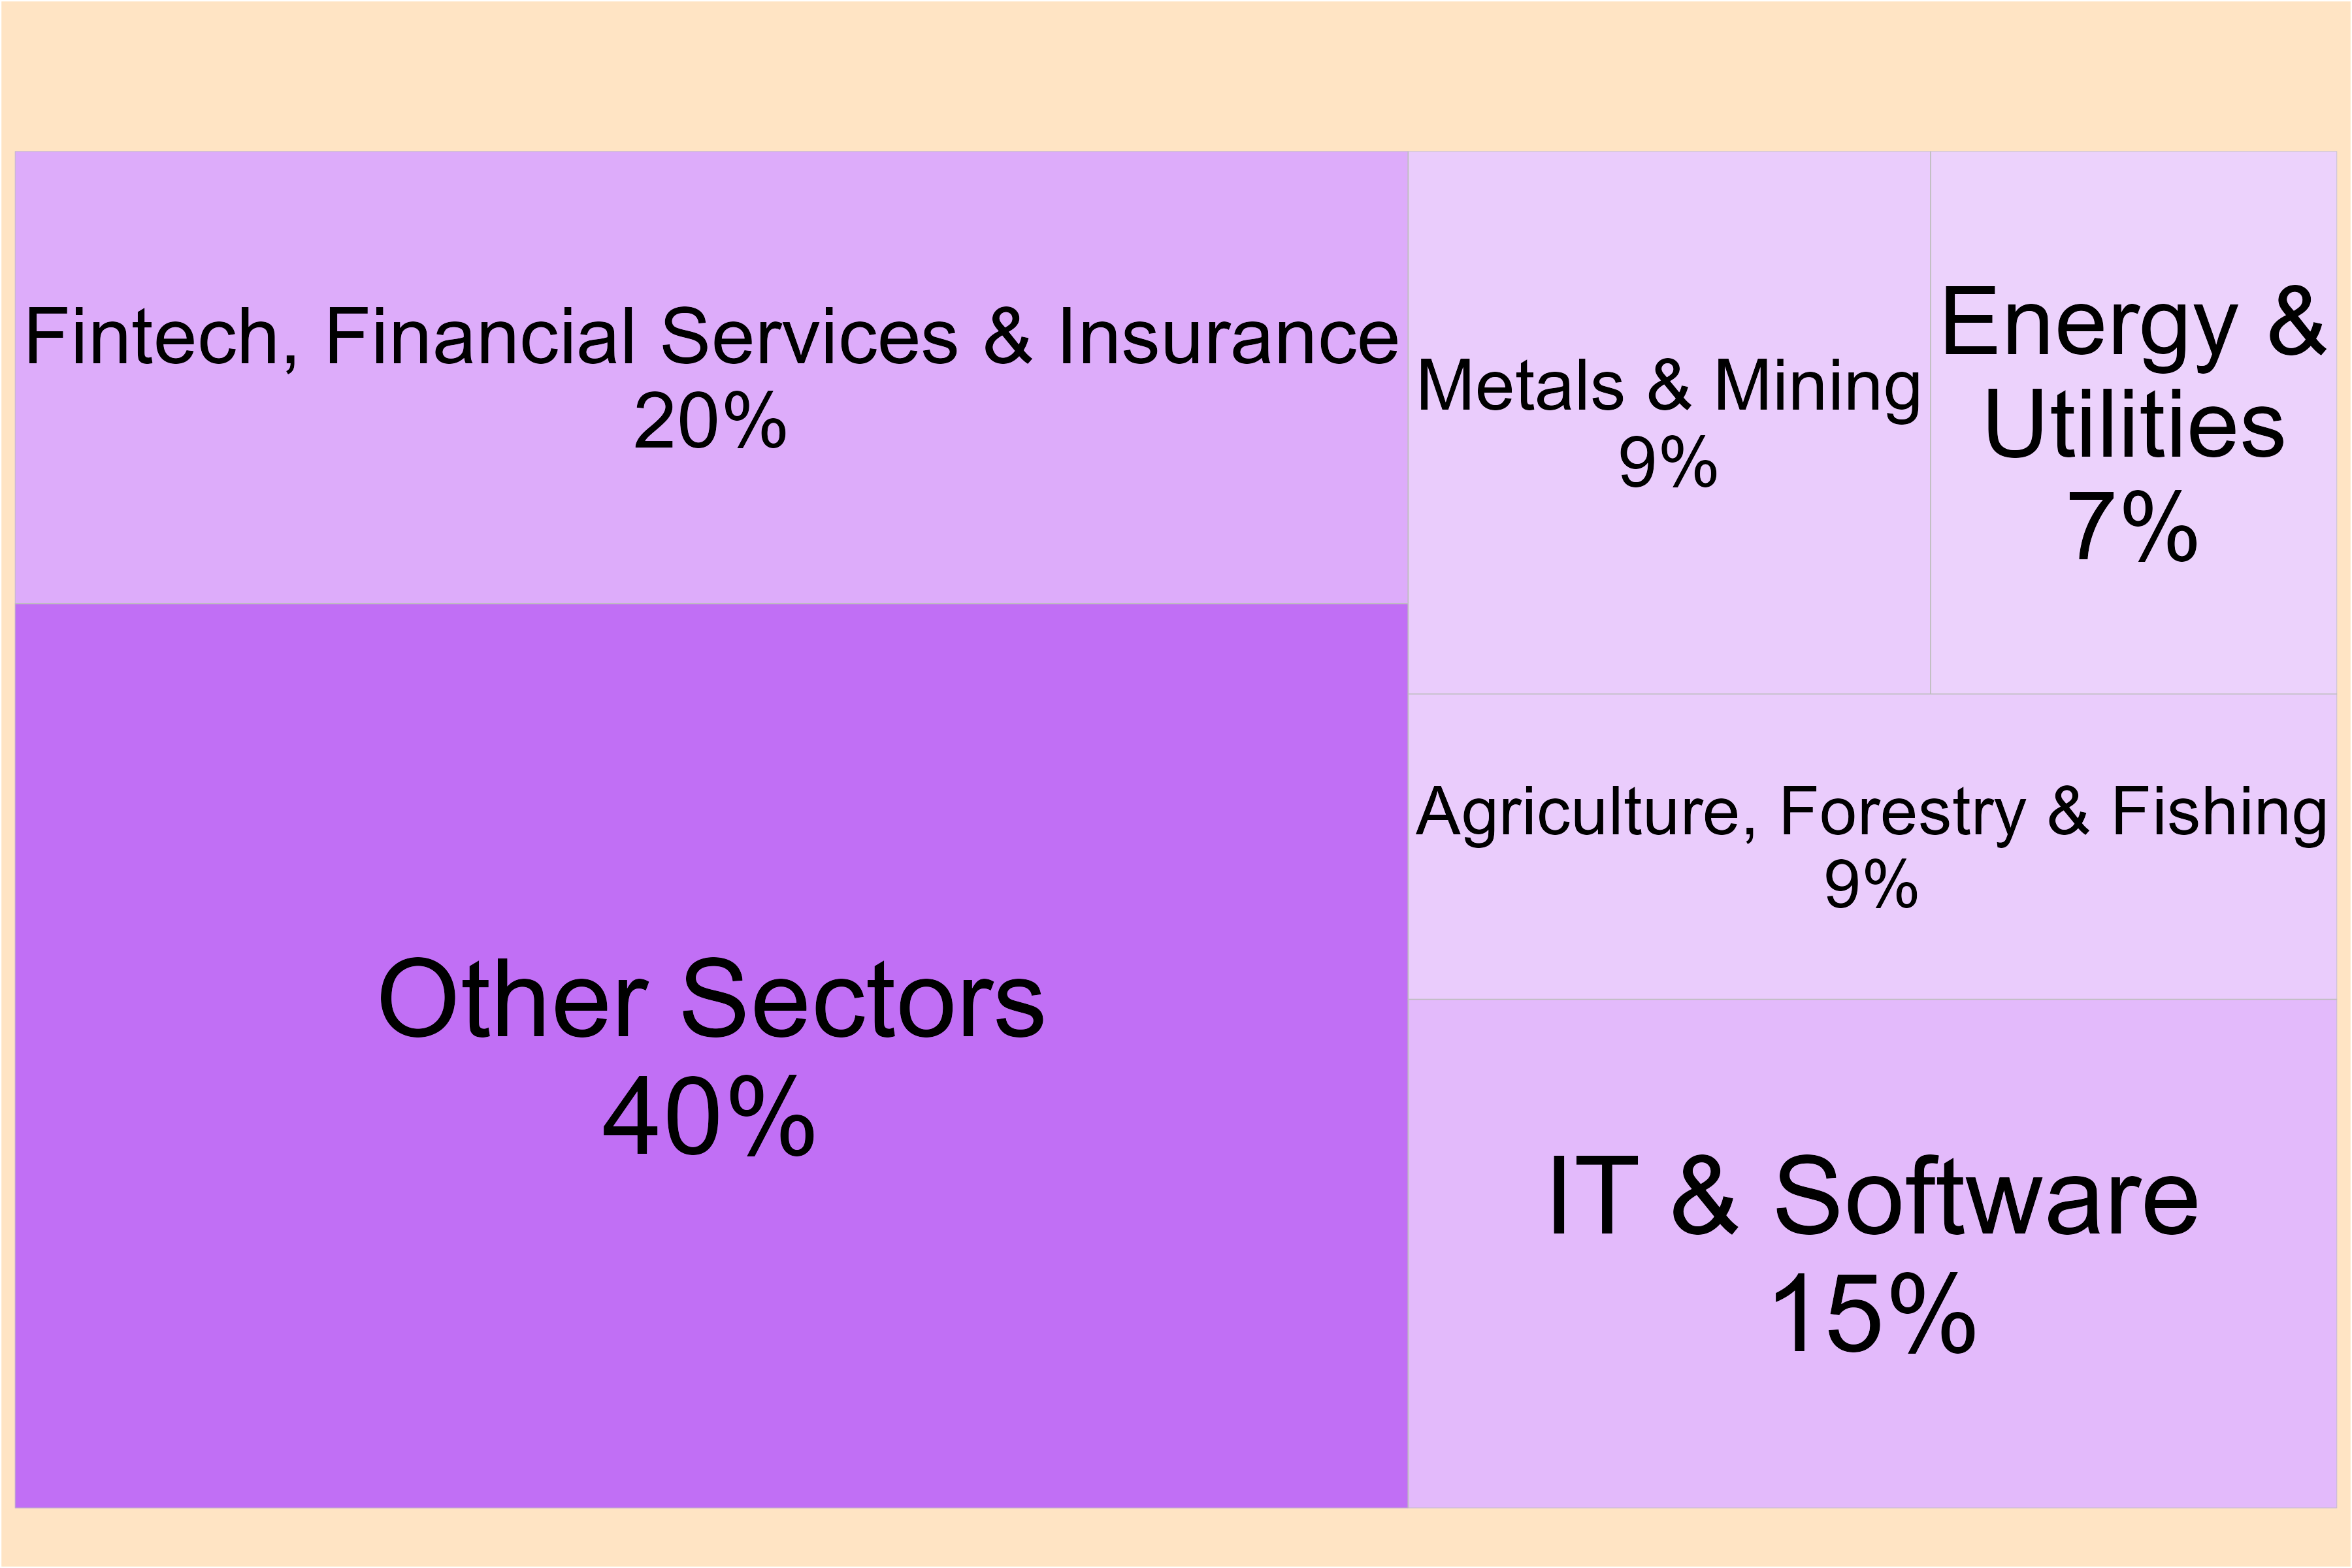 Fintech, Financial Services & Insurance
20%
Metals & Mining
9%
Energy &
Utilities
7%
Other Sectors
40%
Agriculture, Forestry & Fishing
9%
IT & Software
15%